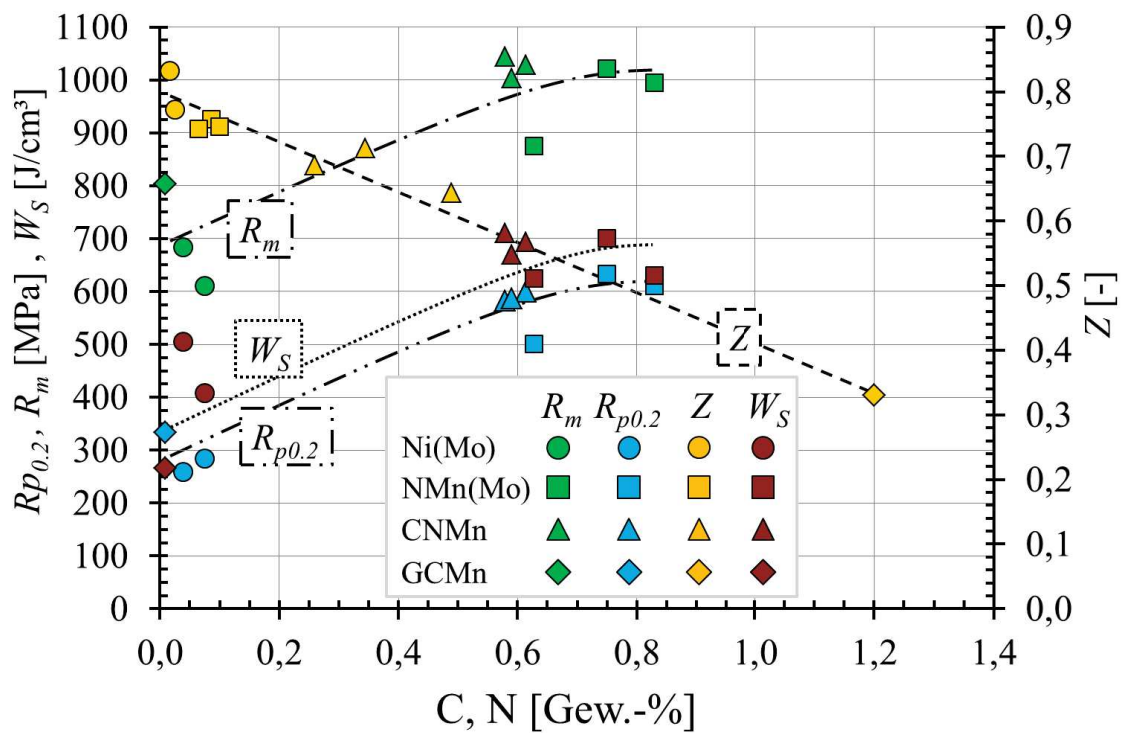 Rp0.2 , Rm [MPa] , WS [J/cm³]
1100
1000
900
800
700
600
500
400
300
200
100
0
0,9
0,8
0,7
0,6
0,5
0,4
0,3
0,2
0,1
0,0
Z [-]
Rm
WS
Rp0.2
Z
Rm Rp0.2 Z WS
Ni(Mo)
NMn(Mo)
CNMn
GCMn
0,0 0,2 0,4 0,6 0,8 1,0 1,2 1,4
C, N [Gew.-%]